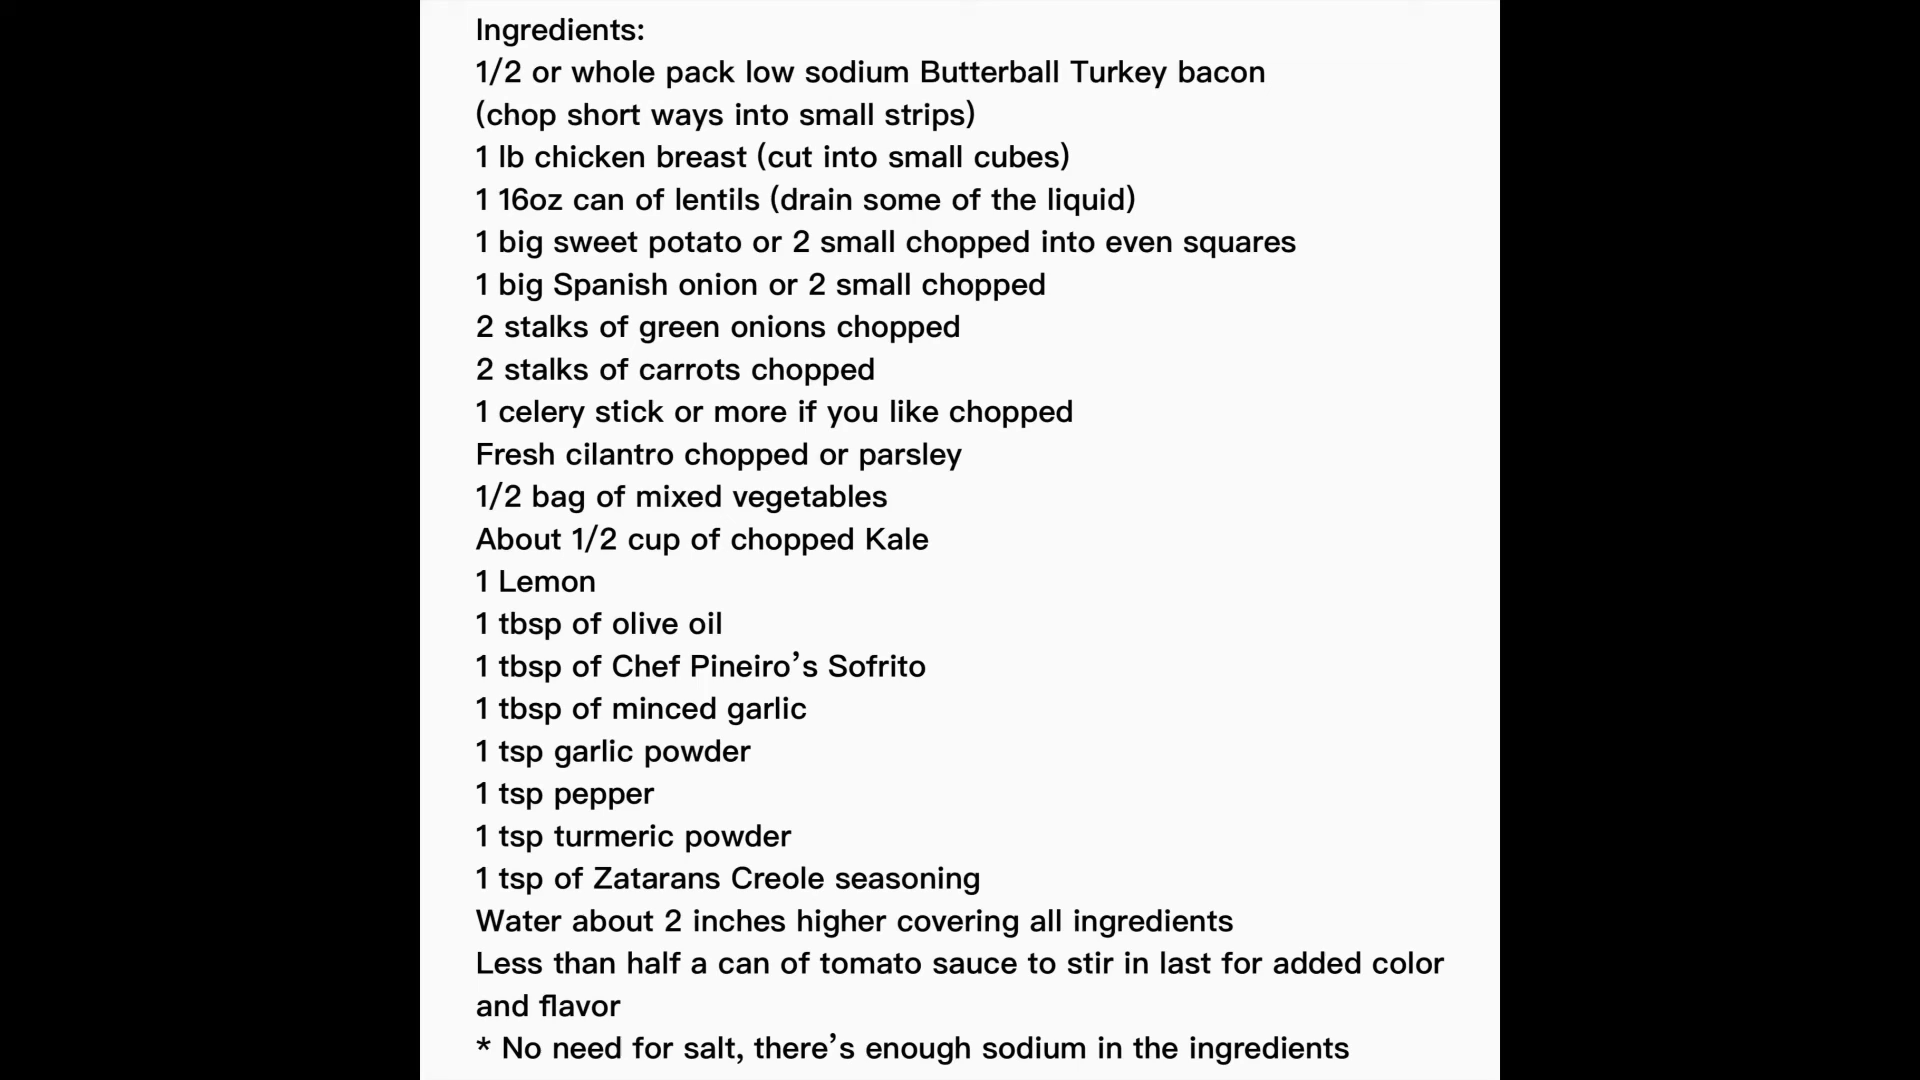 Ingredients:
1/2 or whole pack low sodium Butterball Turkey bacon
(chop short ways into small strips)
1 lb chicken breast (cut into small cubes)
1 16oz can of lentils (drain some of the liquid)
1 big sweet potato or 2 small chopped into even squares
1 big Spanish onion or 2 small chopped
2 stalks of green onions chopped
2 stalks of carrots chopped
1 celery stick or more if you like chopped
Fresh cilantro chopped or parsley
1/2 bag of mixed vegetables
About 1/2 cup of chopped Kale
1 Lemon
1 tbsp of olive oil
1 tbsp of Chef Pineiro’s Sofrito
1 tbsp of minced garlic
1 tsp garlic powder
1 tsp pepper
1 tsp turmeric powder
1 tsp of Zatarans Creole seasoning
Water about 2 inches higher covering all ingredients
Less than half a can of tomato sauce to stir in last for added color
and flavor
* No need for salt, there’s enough sodium in the ingredients